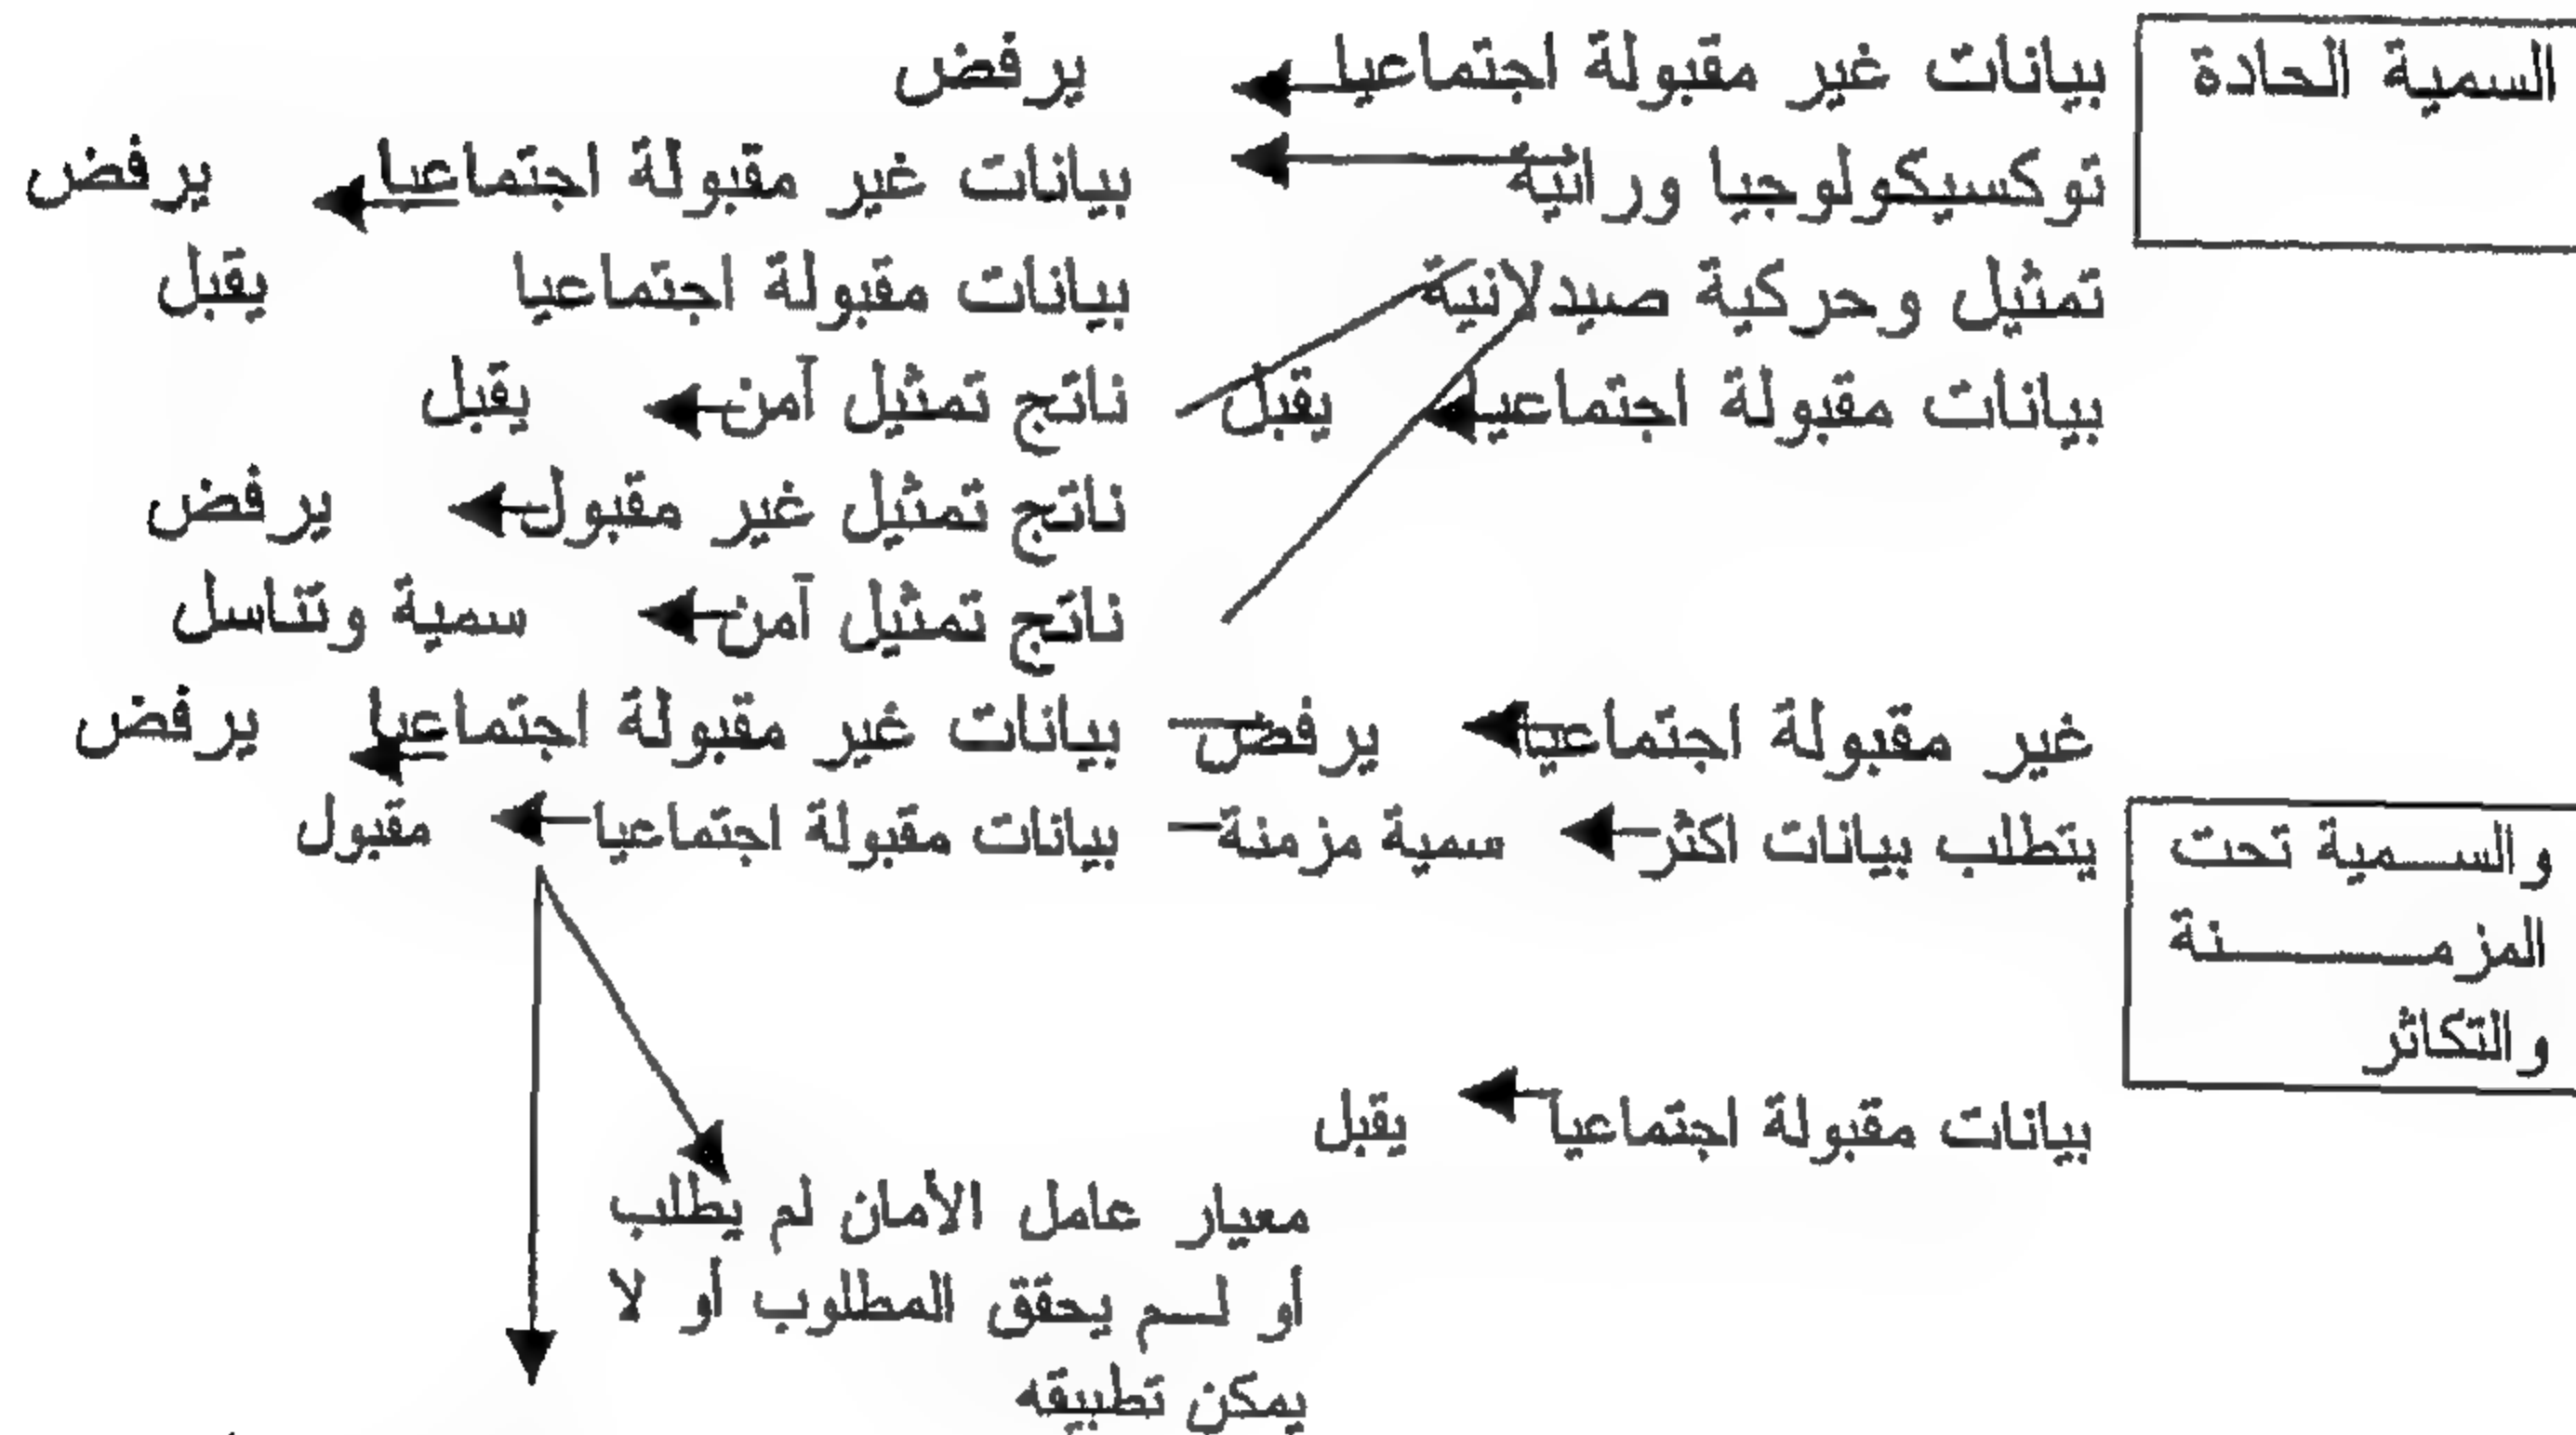 السمية الحادة بيانات غير مقبولة اجتماعيا يرفض
توكسيكولوجيا وراثية بيانات غير مقبولة اجتماعيا يرفض
تمثيل وحركية صيدلانية بيانات مقبولة اجتماعيا يقبل
بيانات مقبولة اجتماعيا يقبل ناتج تمثيل آمن يقبل
ناتج تمثيل غير مقبول يرفض
ناتج تمثيل آمن سمية وتناسل
غير مقبولة اجتماعيا يرفض بيانات غير مقبولة اجتماعيا يرفض
والسمية تحت يتطلب بيانات اكثر سمية مزمنة بيانات مقبولة اجتماعيا مقبول
المزمنة
والتكاثر
بيانات مقبولة اجتماعيا يقبل
معيار عامل الأمان لم يطلب
أو لم يحقق المطلوب أو لا
يمكن تطبيقه